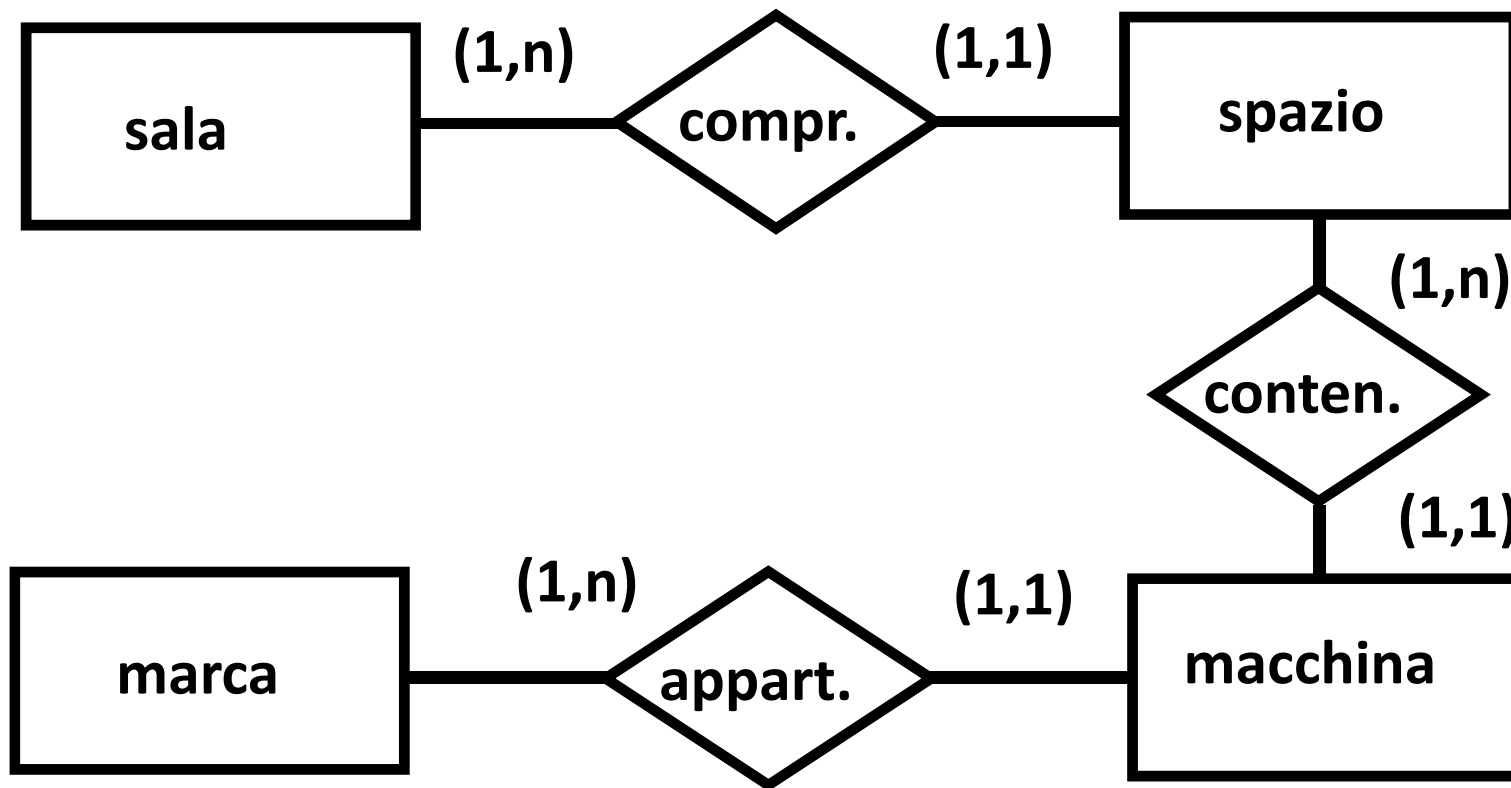 sala
(1,n)
compr.
(1,1)
spazio
(1,n)
conten.
(1,1)
marca
(1,n)
appart.
(1,1)
macchina